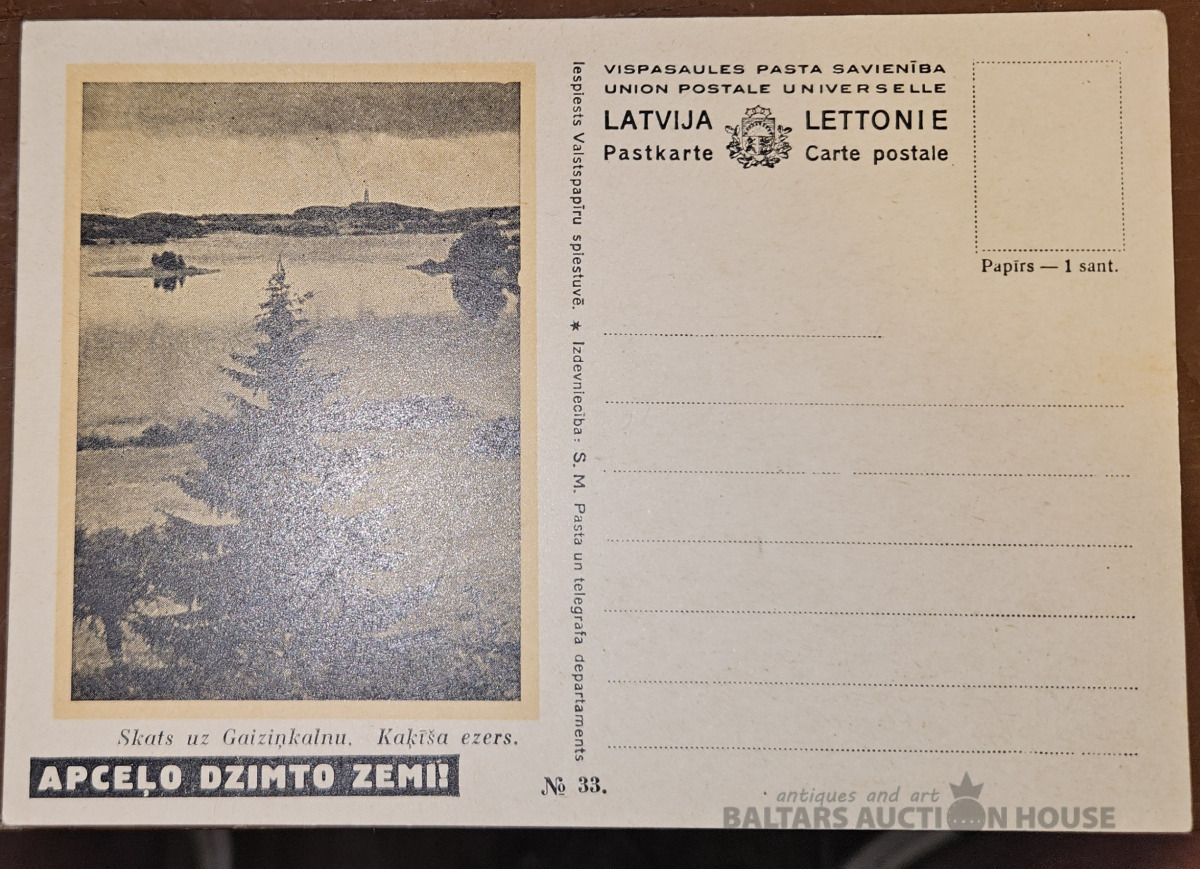 VISPASAULES PASTA SAVIENĪBA
UNION POSTALE UNIVERSELLE
LATVIJA LETTONIE
Pastkarte Carte postale
Papīrs — 1 sant.
Iespiests Valstspapīru spiestuvē. ★ Izdevniecība: S. M. Pasta un telegrafa departaments
Skats uz Gaiziņkalnu. Kaķīša ezers.
APCEĻO DZIMTO ZEMI!
№ 33.
antiques and art
BALTARS AUCTION HOUSE